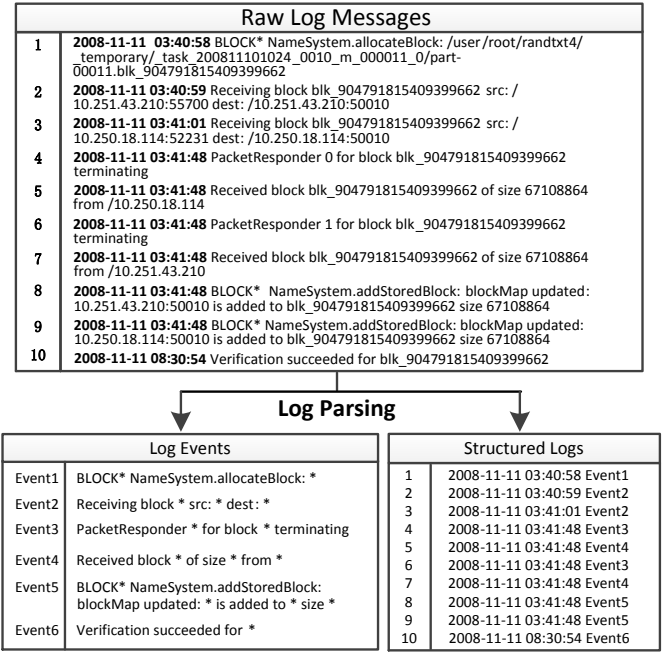 Raw Log Messages
1 2008-11-11 03:40:58 BLOCK* NameSystem.allocateBlock: /user/root/randtxt4/
_temporary/_task_200811101024_0010_m_000011_0/part-
00011.blk_904791815409399662
2 2008-11-11 03:40:59 Receiving block blk_904791815409399662 src: /
10.251.43.210:55700 dest: /10.251.43.210:50010
3 2008-11-11 03:41:01 Receiving block blk_904791815409399662 src: /
10.250.18.114:52231 dest: /10.250.18.114:50010
4 2008-11-11 03:41:48 PacketResponder 0 for block blk_904791815409399662
terminating
5 2008-11-11 03:41:48 Received block blk_904791815409399662 of size 67108864
from /10.250.18.114
6 2008-11-11 03:41:48 PacketResponder 1 for block blk_904791815409399662
terminating
7 2008-11-11 03:41:48 Received block blk_904791815409399662 of size 67108864
from /10.251.43.210
8 2008-11-11 03:41:48 BLOCK* NameSystem.addStoredBlock: blockMap updated:
10.251.43.210:50010 is added to blk_904791815409399662 size 67108864
9 2008-11-11 03:41:48 BLOCK* NameSystem.addStoredBlock: blockMap updated:
10.250.18.114:50010 is added to blk_904791815409399662 size 67108864
10 2008-11-11 08:30:54 Verification succeeded for blk_904791815409399662
Log Parsing
Log Events
Event1 BLOCK* NameSystem.allocateBlock: *
Event2 Receiving block * src: * dest: *
Event3 PacketResponder * for block * terminating
Event4 Received block * of size * from *
Event5 BLOCK* NameSystem.addStoredBlock:
blockMap updated: * is added to * size *
Event6 Verification succeeded for *
Structured Logs
1 2008-11-11 03:40:58 Event1
2 2008-11-11 03:40:59 Event2
3 2008-11-11 03:41:01 Event2
4 2008-11-11 03:41:48 Event3
5 2008-11-11 03:41:48 Event4
6 2008-11-11 03:41:48 Event3
7 2008-11-11 03:41:48 Event4
8 2008-11-11 03:41:48 Event5
9 2008-11-11 03:41:48 Event5
10 2008-11-11 08:30:54 Event6